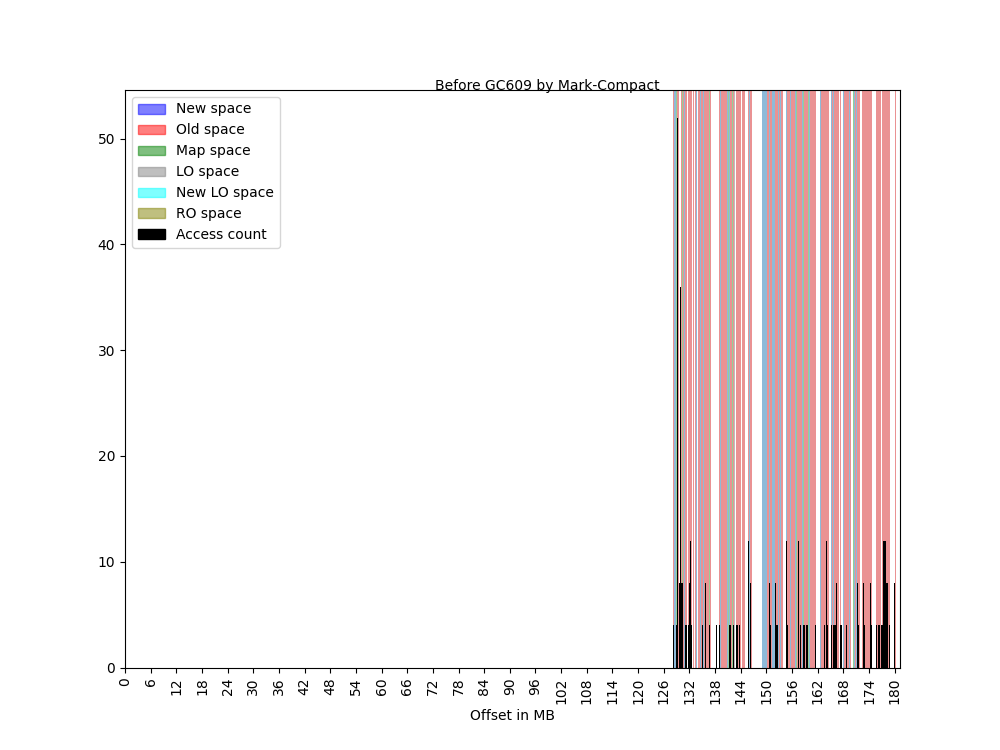 Before GC609 by Mark-Compact
New space
Old space
Map space
LO space
New LO space
RO space
Access count
50
40
30
20
10
0
0 6 12 18 24 30 36 42 48 54 60 66 72 78 84 90 96 102 108 114 120 126 132 138 144 150 156 162 168 174 180
Offset in MB